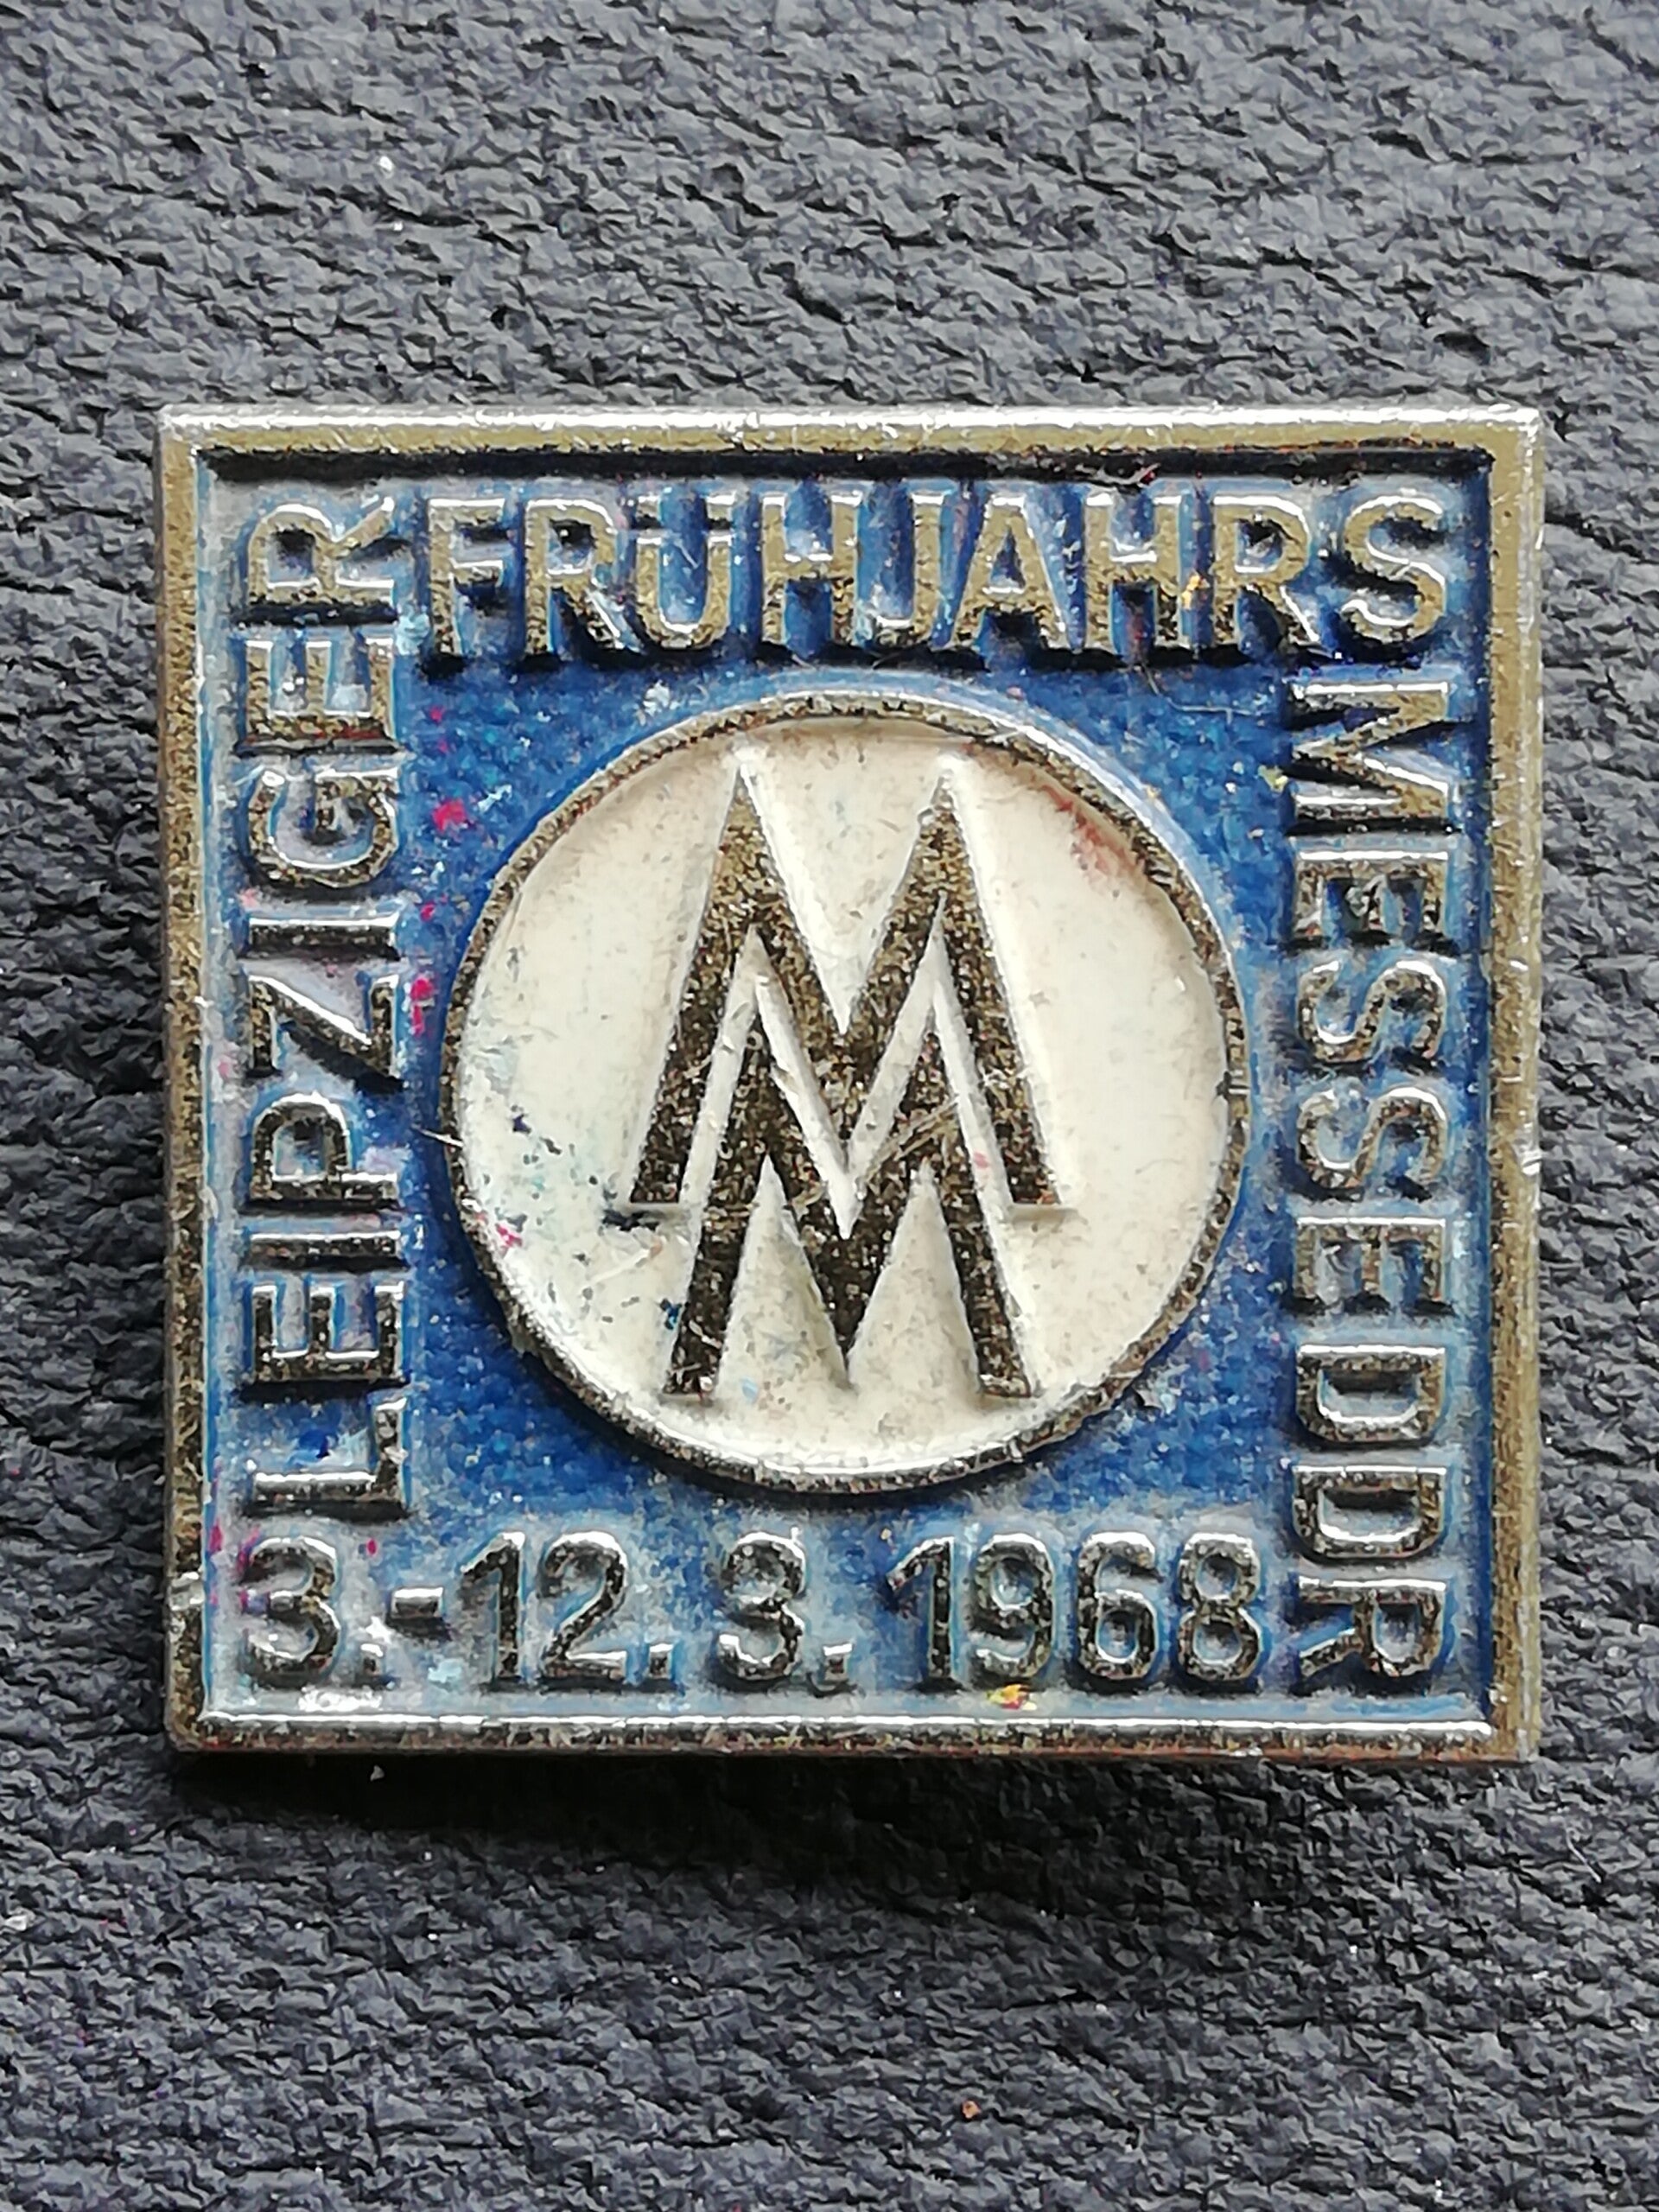 LEIPZIGER
FRÜHJAHRS
MESSE DDR
3.-12.3.1968
MM